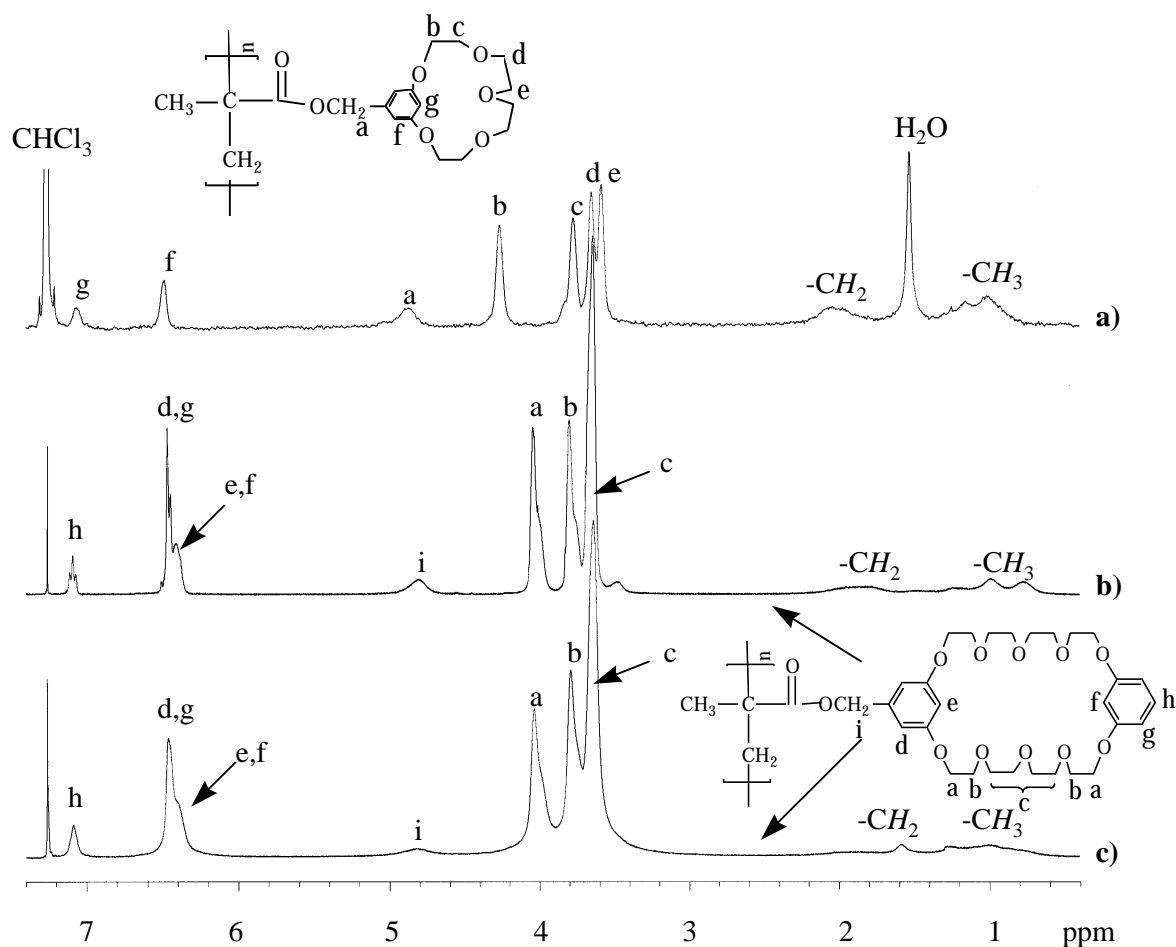 n
O
CH3
C
OCH2
a
CH2
b
c
O
O
d
e
O
g
f
O
O
CHCl3
g
f
a
b
c
d e
H2O
-CH2
-CH3
a)
h
d,g
e,f
i
a
b
c
-CH2
-CH3
b)
n
O
CH3
C
OCH2
i
CH2
O
O
O
O
O
e
d
f
h
g
O
O
O
O
O
a
b
c
b
a
h
d,g
e,f
i
a
b
c
-CH2
-CH3
c)
7 6 5 4 3 2 1 ppm